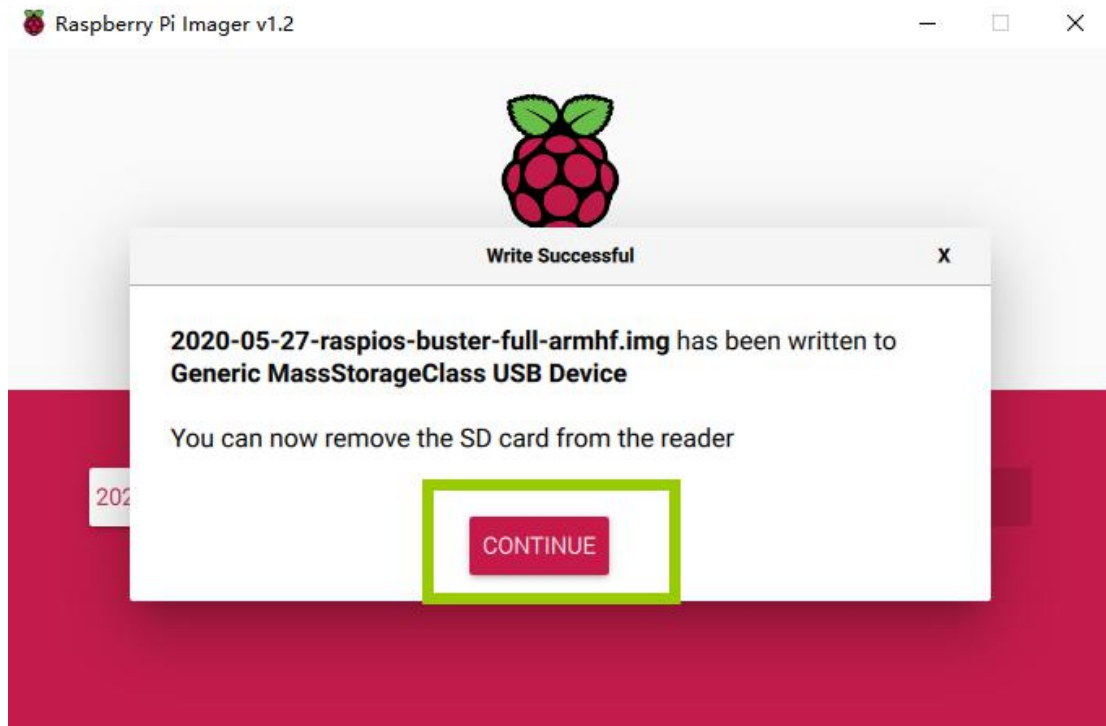 Raspberry Pi Imager v1.2
Write Successful X
2020-05-27-raspios-buster-full-armhf.img has been written to
Generic MassStorageClass USB Device
You can now remove the SD card from the reader
202
CONTINUE